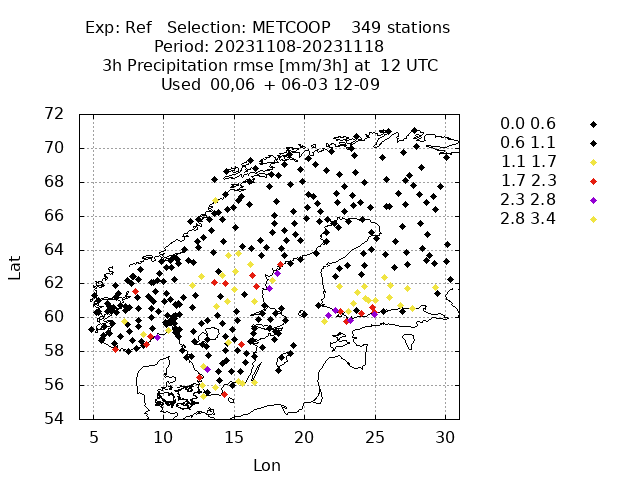 Exp: Ref   Selection: METCOOP    349 stations
Period: 20231108-20231118
3h Precipitation rmse [mm/3h] at  12 UTC
Used  00,06  + 06-03 12-09
72
70
68
66
64
62
60
58
56
54
Lat
5 10 15 20 25 30
Lon
0.0 0.6
0.6 1.1
1.1 1.7
1.7 2.3
2.3 2.8
2.8 3.4